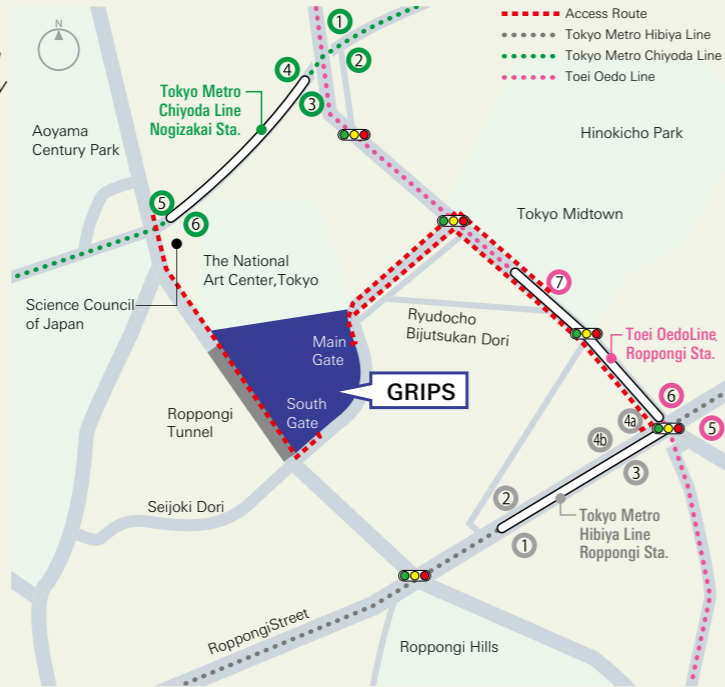 N
Access Route
Tokyo Metro Hibiya Line
Tokyo Metro Chiyoda Line
Toei Oedo Line
1
2
4
3
Tokyo Metro
Chiyoda Line
Nogizakai Sta.
Aoyama
Century Park
Hinokicho Park
Tokyo Midtown
5
6
The National
Art Center,Tokyo
Science Council
of Japan
7
Ryudocho
Bijutsukan Dori
Toei OedoLine
Roppongi Sta.
Main
Gate
GRIPS
South
Gate
Roppongi
Tunnel
6
5
4a
4b
3
2
1
Seijoki Dori
Tokyo Metro
Hibiya Line
Roppongi Sta.
RoppongiStreet
Roppongi Hills